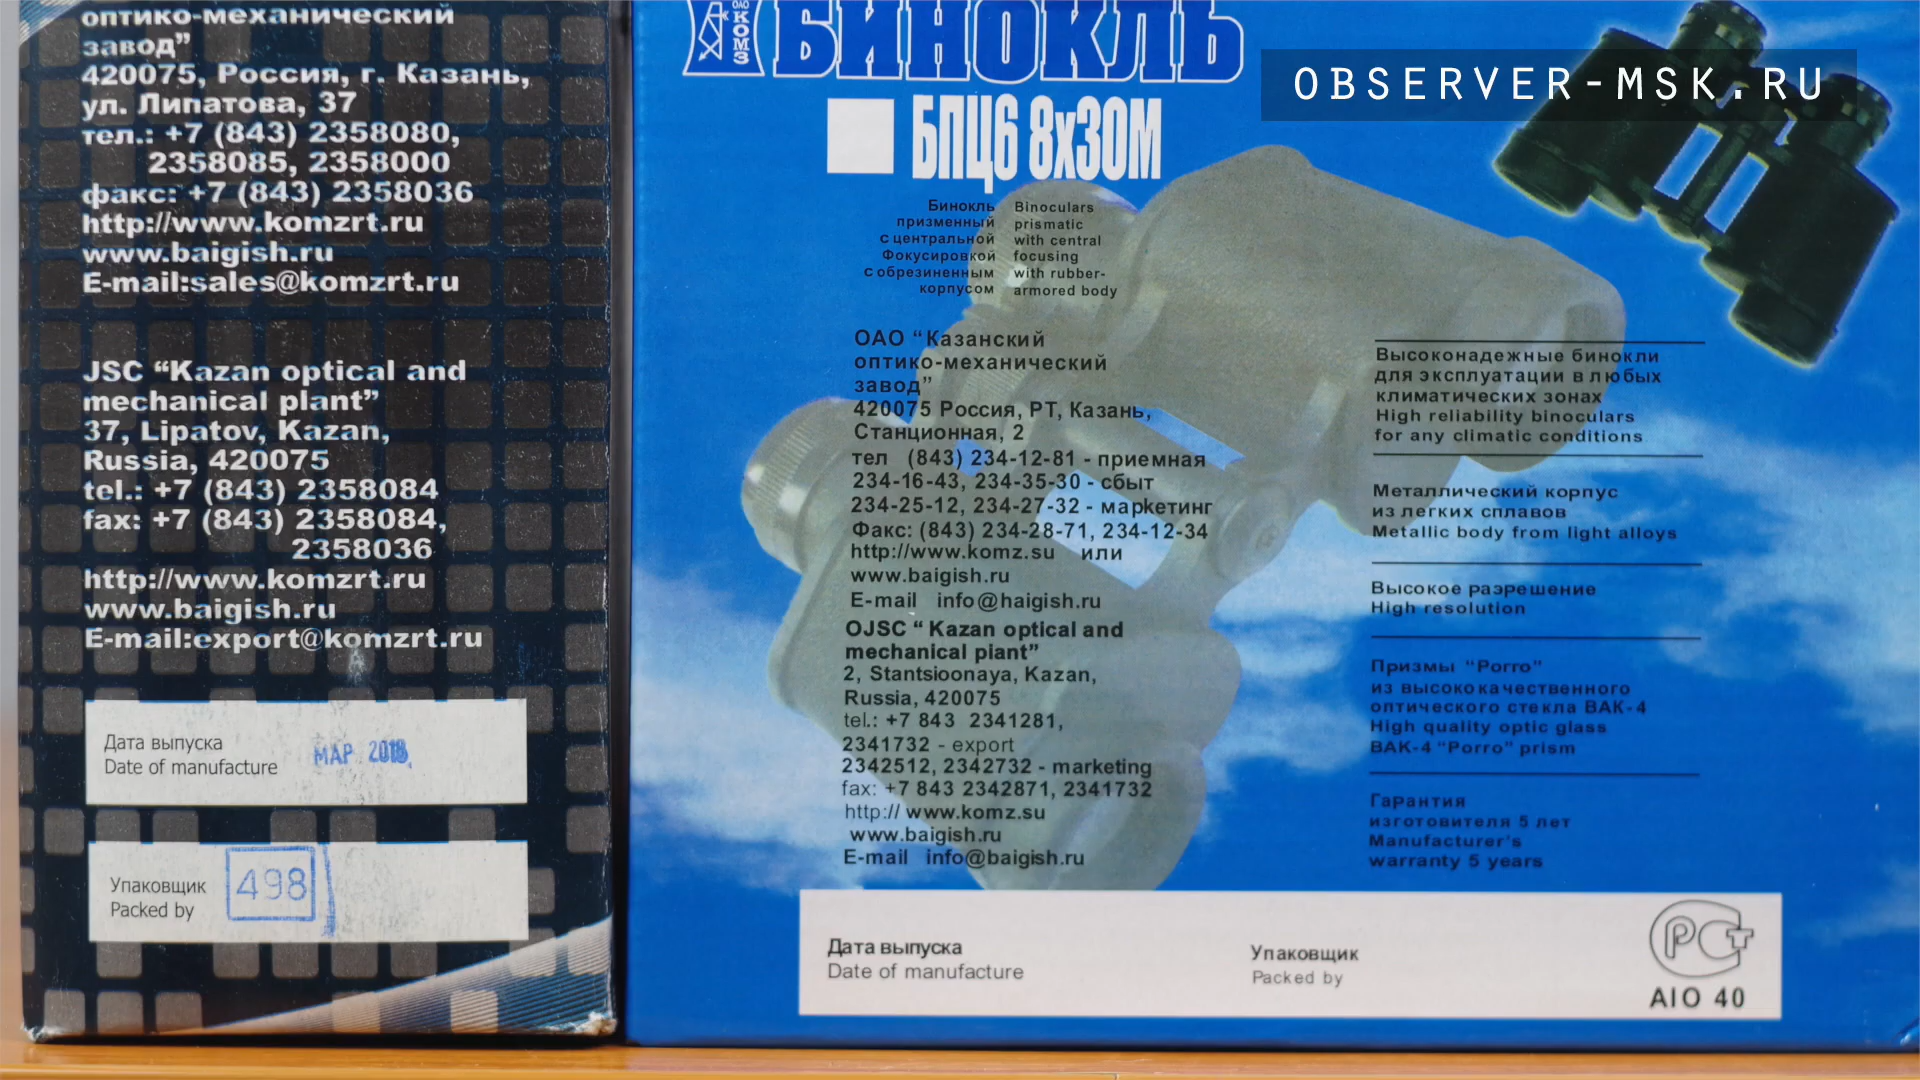 оптико-механический
завод”
420075, Россия, г. Казань,
ул. Липатова, 37
тел.: +7 (843) 2358080,
2358085, 2358000
факс: +7 (843) 2358036
http://www.komzrt.ru
www.baigish.ru
E-mail:sales@komzrt.ru
JSC “Kazan optical and
mechanical plant”
37, Lipatov, Kazan,
Russia, 420075
tel.: +7 (843) 2358084
fax: +7 (843) 2358084,
2358036
http://www.komzrt.ru
www.baigish.ru
E-mail:export@komzrt.ru
Дата выпуска
Date of manufacture
МАР 2018
Упаковщик
Packed by
498
ОАО
КОМЗ
БИНОКЛЬ
OBSERVER-MSK.RU
БПЦ6 8х30М
Бинокль
призменный
с центральной
Фокусировкой
с обрезиненным
корпусом
Binoculars
prismatic
with central
focusing
with rubber-
armored body
ОАО “Казанский
оптико-механический
завод”
420075 Россия, РТ, Казань,
Станционная, 2
тел (843) 234-12-81 - приемная
234-16-43, 234-35-30 - сбыт
234-25-12, 234-27-32 - маркетинг
Факс: (843) 234-28-71, 234-12-34
http://www.komz.su или
www.baigish.ru
E-mail info@haigish.ru
OJSC “ Kazan optical and
mechanical piant”
2, Stantsioonaya, Kazan,
Russia, 420075
tel.: +7 843 2341281,
2341732 - export
2342512, 2342732 - marketing
fax: +7 843 2342871, 2341732
http:// www.komz.su
www.baigish.ru
E-mail info@baigish.ru
Высоконадежные бинокли
для эксплуатации в любых
климатических зонах
High reliability binoculars
for any climatic conditions
Металлический корпус
из легких сплавов
Metallic body from light alloys
Высокое разрешение
High resolution
Призмы “Porro”
из высококачественного
оптического стекла ВАК-4
High quality optic glass
BAK-4 “Porro” prism
Гарантия
изготовителя 5 лет
Manufacturer's
warranty 5 years
Дата выпуска
Date of manufacture
Упаковщик
Packed by
РСТ
АIО 40